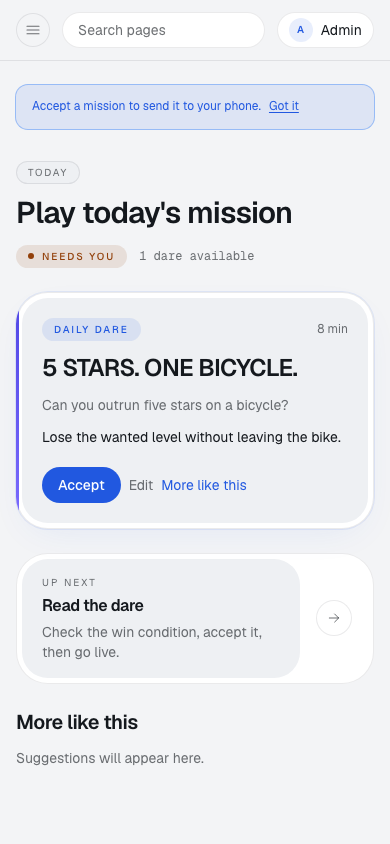 Search pages
A Admin
Accept a mission to send it to your phone. Got it
TODAY
Play today's mission
NEEDS YOU 1 dare available
DAILY DARE 8 min
5 STARS. ONE BICYCLE.
Can you outrun five stars on a bicycle?
Lose the wanted level without leaving the bike.
Accept Edit More like this
UP NEXT
Read the dare
Check the win condition, accept it,
then go live.
More like this
Suggestions will appear here.